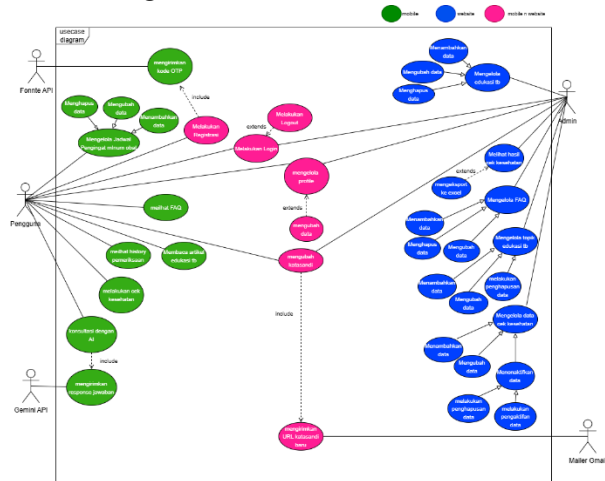 mobile
website
mobile n website
usecase
diagram
Fonnte API
mengirimkan
kode OTP
include
Menghapus
data
Mengubah
data
Menambahkan
data
Mengelola Jadwal
Pengingat minum obat
Melakukan
Registrasi
Melakukan
Logout
extends
Melakukan Login
mengelola
profile
extends
mengubah
data
Pengguna
melihat FAQ
melihat history
pemeriksaan
Membaca artikel
edukasi tb
mengubah
katasandi
melakukan cek
kesehatan
konsultasi dengan
AI
include
mengirimkan
response jawaban
Gemini API
include
mengirimkan
URL katasandi
baru
Menambahkan
data
Mengubah data
Menghapus
data
Mengelola
edukasi tb
Admin
Melihat hasil
cek kesehatan
extends
mengeksport
ke excel
Mengelola FAQ
Menambahkan
data
Menghapus
data
Mengubah
data
Mengelola topik
edukasi tb
Menambahkan
data
Mengubah
data
melakukan
penghapusan
data
Mengelola data
cek kesehatan
Menambahkan
data
Mengubah
data
Menonaktifkan
data
melakukan
penghapusan
data
melakukan
pengaktifan
data
Mailer Gmail